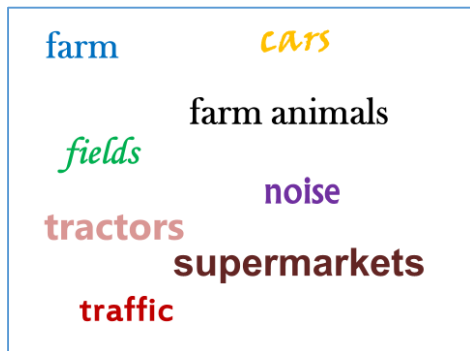 farm
cars
farm animals
fields
noise
tractors
supermarkets
traffic